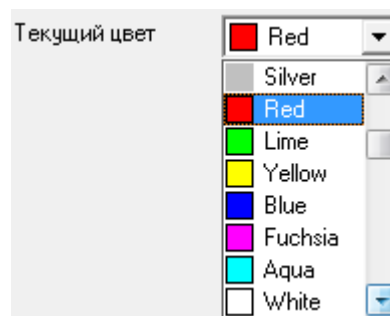 Текущий цвет
Red
Silver
Red
Lime
Yellow
Blue
Fuchsia
Aqua
White